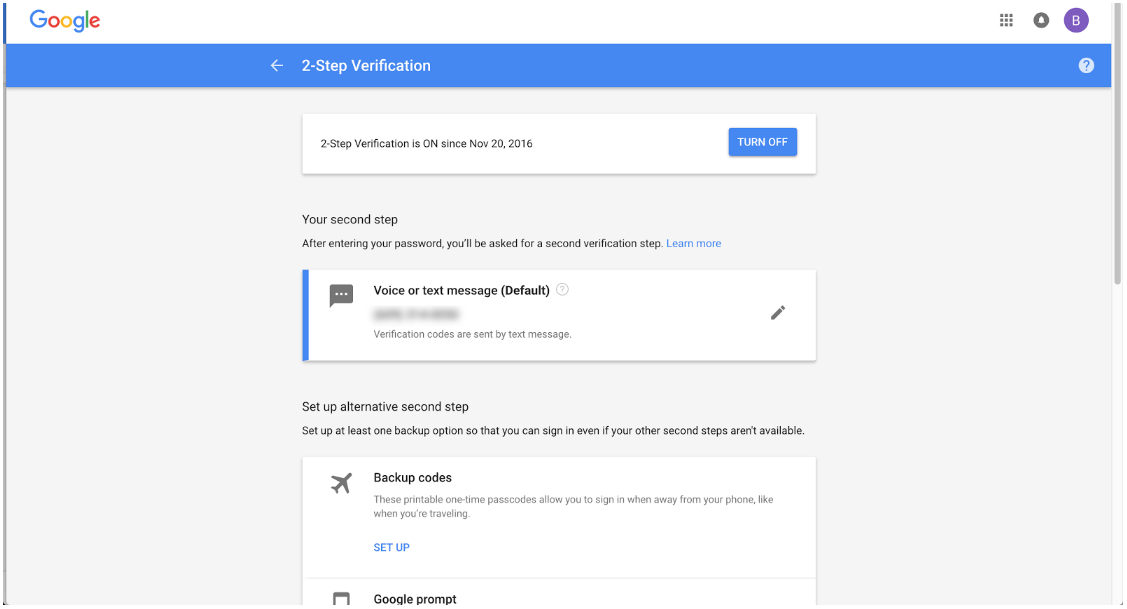 Google
B
2-Step Verification
?
2-Step Verification is ON since Nov 20, 2016
TURN OFF
Your second step
After entering your password, you'll be asked for a second verification step. Learn more
Voice or text message (Default) ?
Verification codes are sent by text message.
Set up alternative second step
Set up at least one backup option so that you can sign in even if your other second steps aren't available.
Backup codes
These printable one-time passcodes allow you to sign in when away from your phone, like
when you're traveling.
SET UP
Google prompt